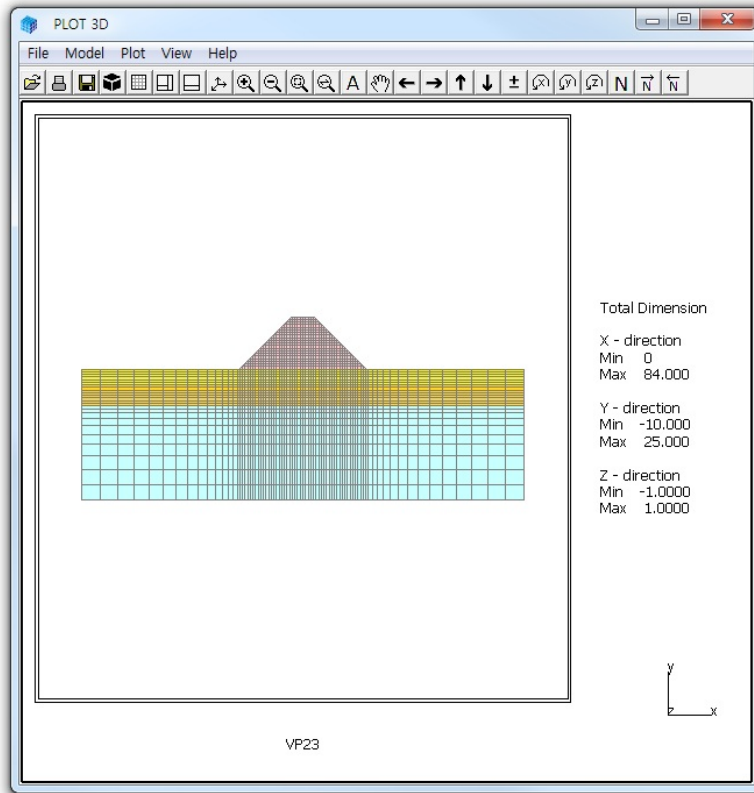 PLOT 3D
File Model Plot View Help
A ± x y z N N N
Total Dimension
X - direction
Min 0
Max 84.000
Y - direction
Min -10.000
Max 25.000
Z - direction
Min -1.0000
Max 1.0000
y
z x
VP23